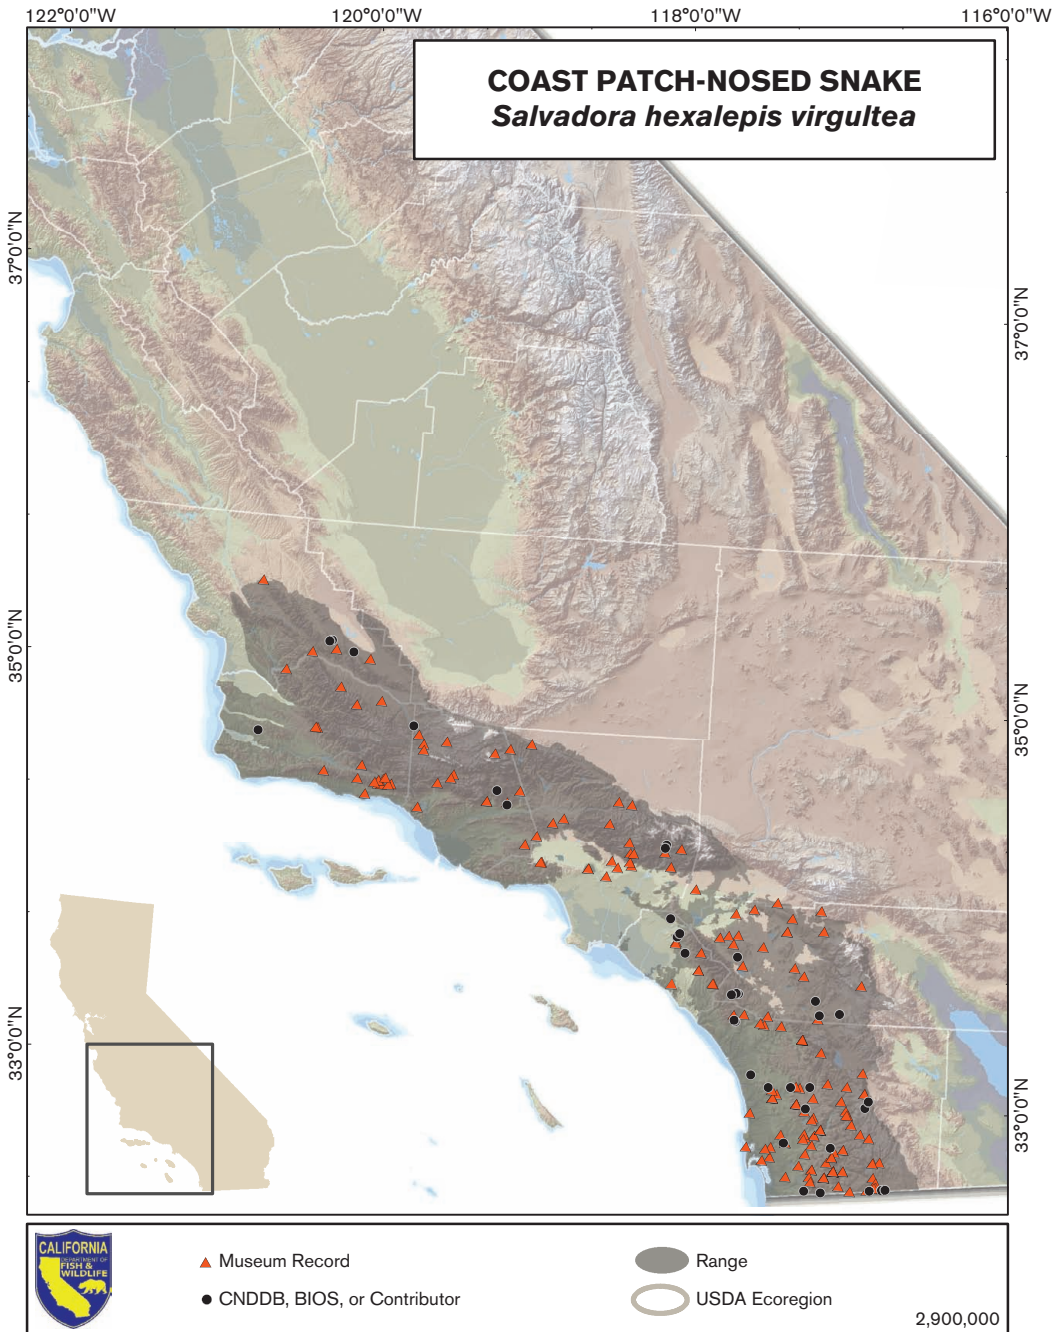 122°0'0"W 120°0'0"W 118°0'0"W 116°0'0"W
COAST PATCH-NOSED SNAKE
Salvadora hexalepis virgultea
37°0'0"N
37°0'0"N
35°0'0"N
35°0'0"N
33°0'0"N
33°0'0"N
CALIFORNIA
DEPARTMENT OF
FISH &
WILDLIFE
Museum Record
CNDDB, BIOS, or Contributor
Range
USDA Ecoregion
2,900,000